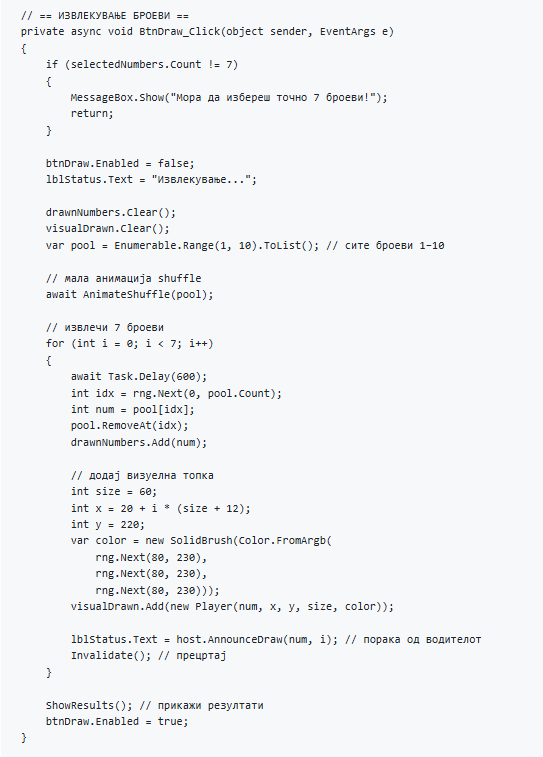 // == ИЗВЛЕКУВАЊЕ БРОЕВИ ==
private async void BtnDraw_Click(object sender, EventArgs e)
{
    if (selectedNumbers.Count != 7)
    {
        MessageBox.Show("Мора да избереш точно 7 броеви!");
        return;
    }

    btnDraw.Enabled = false;
    lblStatus.Text = "Извлекување...";

    drawnNumbers.Clear();
    visualDrawn.Clear();
    var pool = Enumerable.Range(1, 10).ToList(); // сите броеви 1–10

    // мала анимација shuffle
    await AnimateShuffle(pool);

    // извлечи 7 броеви
    for (int i = 0; i < 7; i++)
    {
        await Task.Delay(600);
        int idx = rng.Next(0, pool.Count);
        int num = pool[idx];
        pool.RemoveAt(idx);
        drawnNumbers.Add(num);

        // додај визуелна топка
        int size = 60;
        int x = 20 + i * (size + 12);
        int y = 220;
        var color = new SolidBrush(Color.FromArgb(
            rng.Next(80, 230),
            rng.Next(80, 230),
            rng.Next(80, 230)));
        visualDrawn.Add(new Player(num, x, y, size, color));

        lblStatus.Text = host.AnnounceDraw(num, i); // порака од водителот
        Invalidate(); // прецртај
    }

    ShowResults(); // прикажи резултати
    btnDraw.Enabled = true;
}